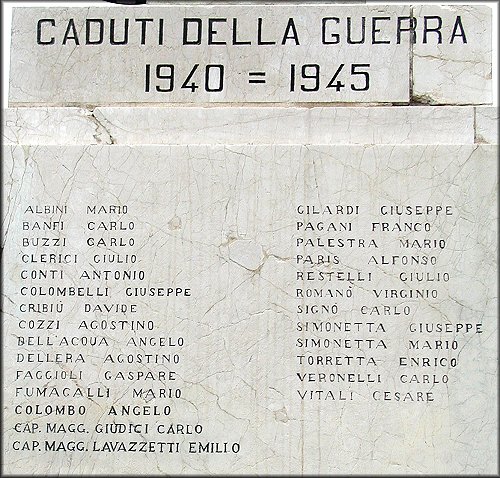 CADUTI DELLA GUERRA
1940 = 1945
ALBINI MARIO
BANFI CARLO
BUZZI CARLO
CLERICI GIULIO
CONTI ANTONIO
COLOMBELLI GIUSEPPE
CRIBIÙ DAVIDE
COZZI AGOSTINO
DELL'ACQUA ANGELO
DELLERA AGOSTINO
FAGGIOLI GASPARE
FUMAGALLI MARIO
COLOMBO ANGELO
CAP. MAGG. GIUDICI CARLO
CAP. MAGG. LAVAZZETTI EMILIO
GILARDI GIUSEPPE
PAGANI FRANCO
PALESTRA MARIO
PARIS ALFONSO
RESTELLI GIULIO
ROMANÒ VIRGINIO
SIGNÒ CARLO
SIMONETTA GIUSEPPE
SIMONETTA MARIO
TORRETTA ENRICO
VERONELLI CARLO
VITALI CESARE